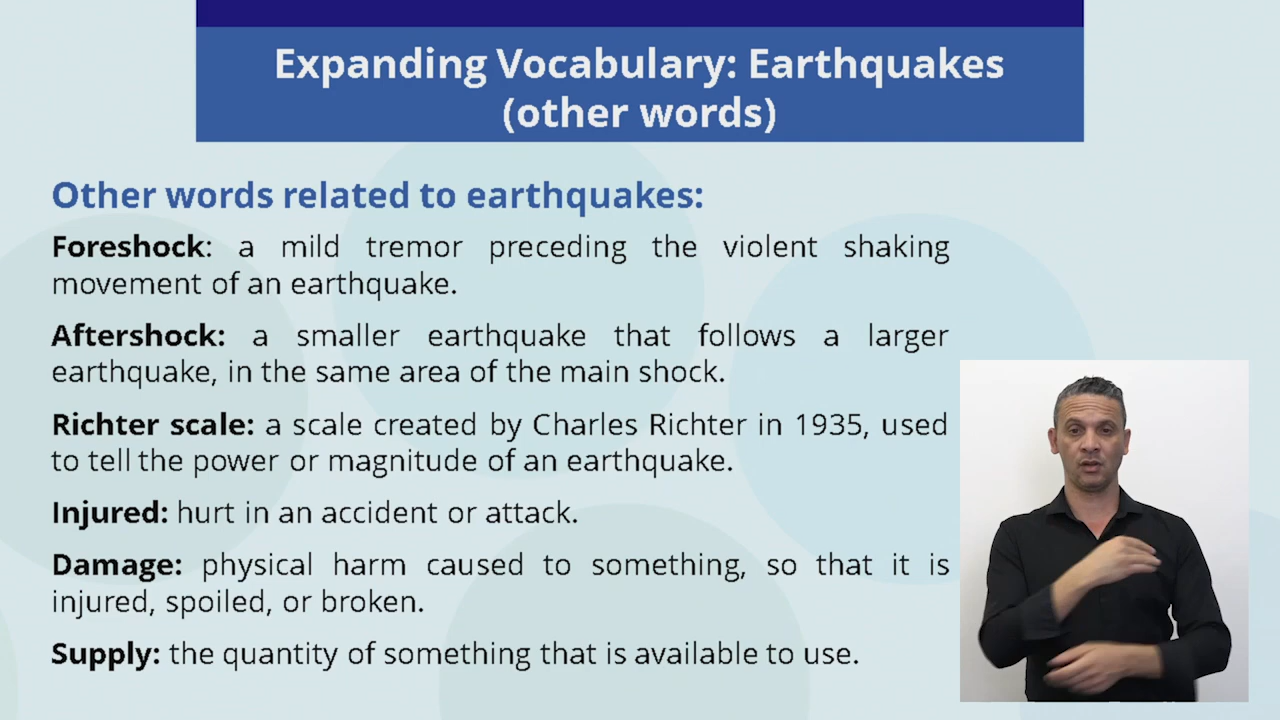 Expanding Vocabulary: Earthquakes
(other words)
Other words related to earthquakes:
Foreshock: a mild tremor preceding the violent shaking
movement of an earthquake.
Aftershock: a smaller earthquake that follows a larger
earthquake, in the same area of the main shock.
Richter scale: a scale created by Charles Richter in 1935, used
to tell the power or magnitude of an earthquake.
Injured: hurt in an accident or attack.
Damage: physical harm caused to something, so that it is
injured, spoiled, or broken.
Supply: the quantity of something that is available to use.